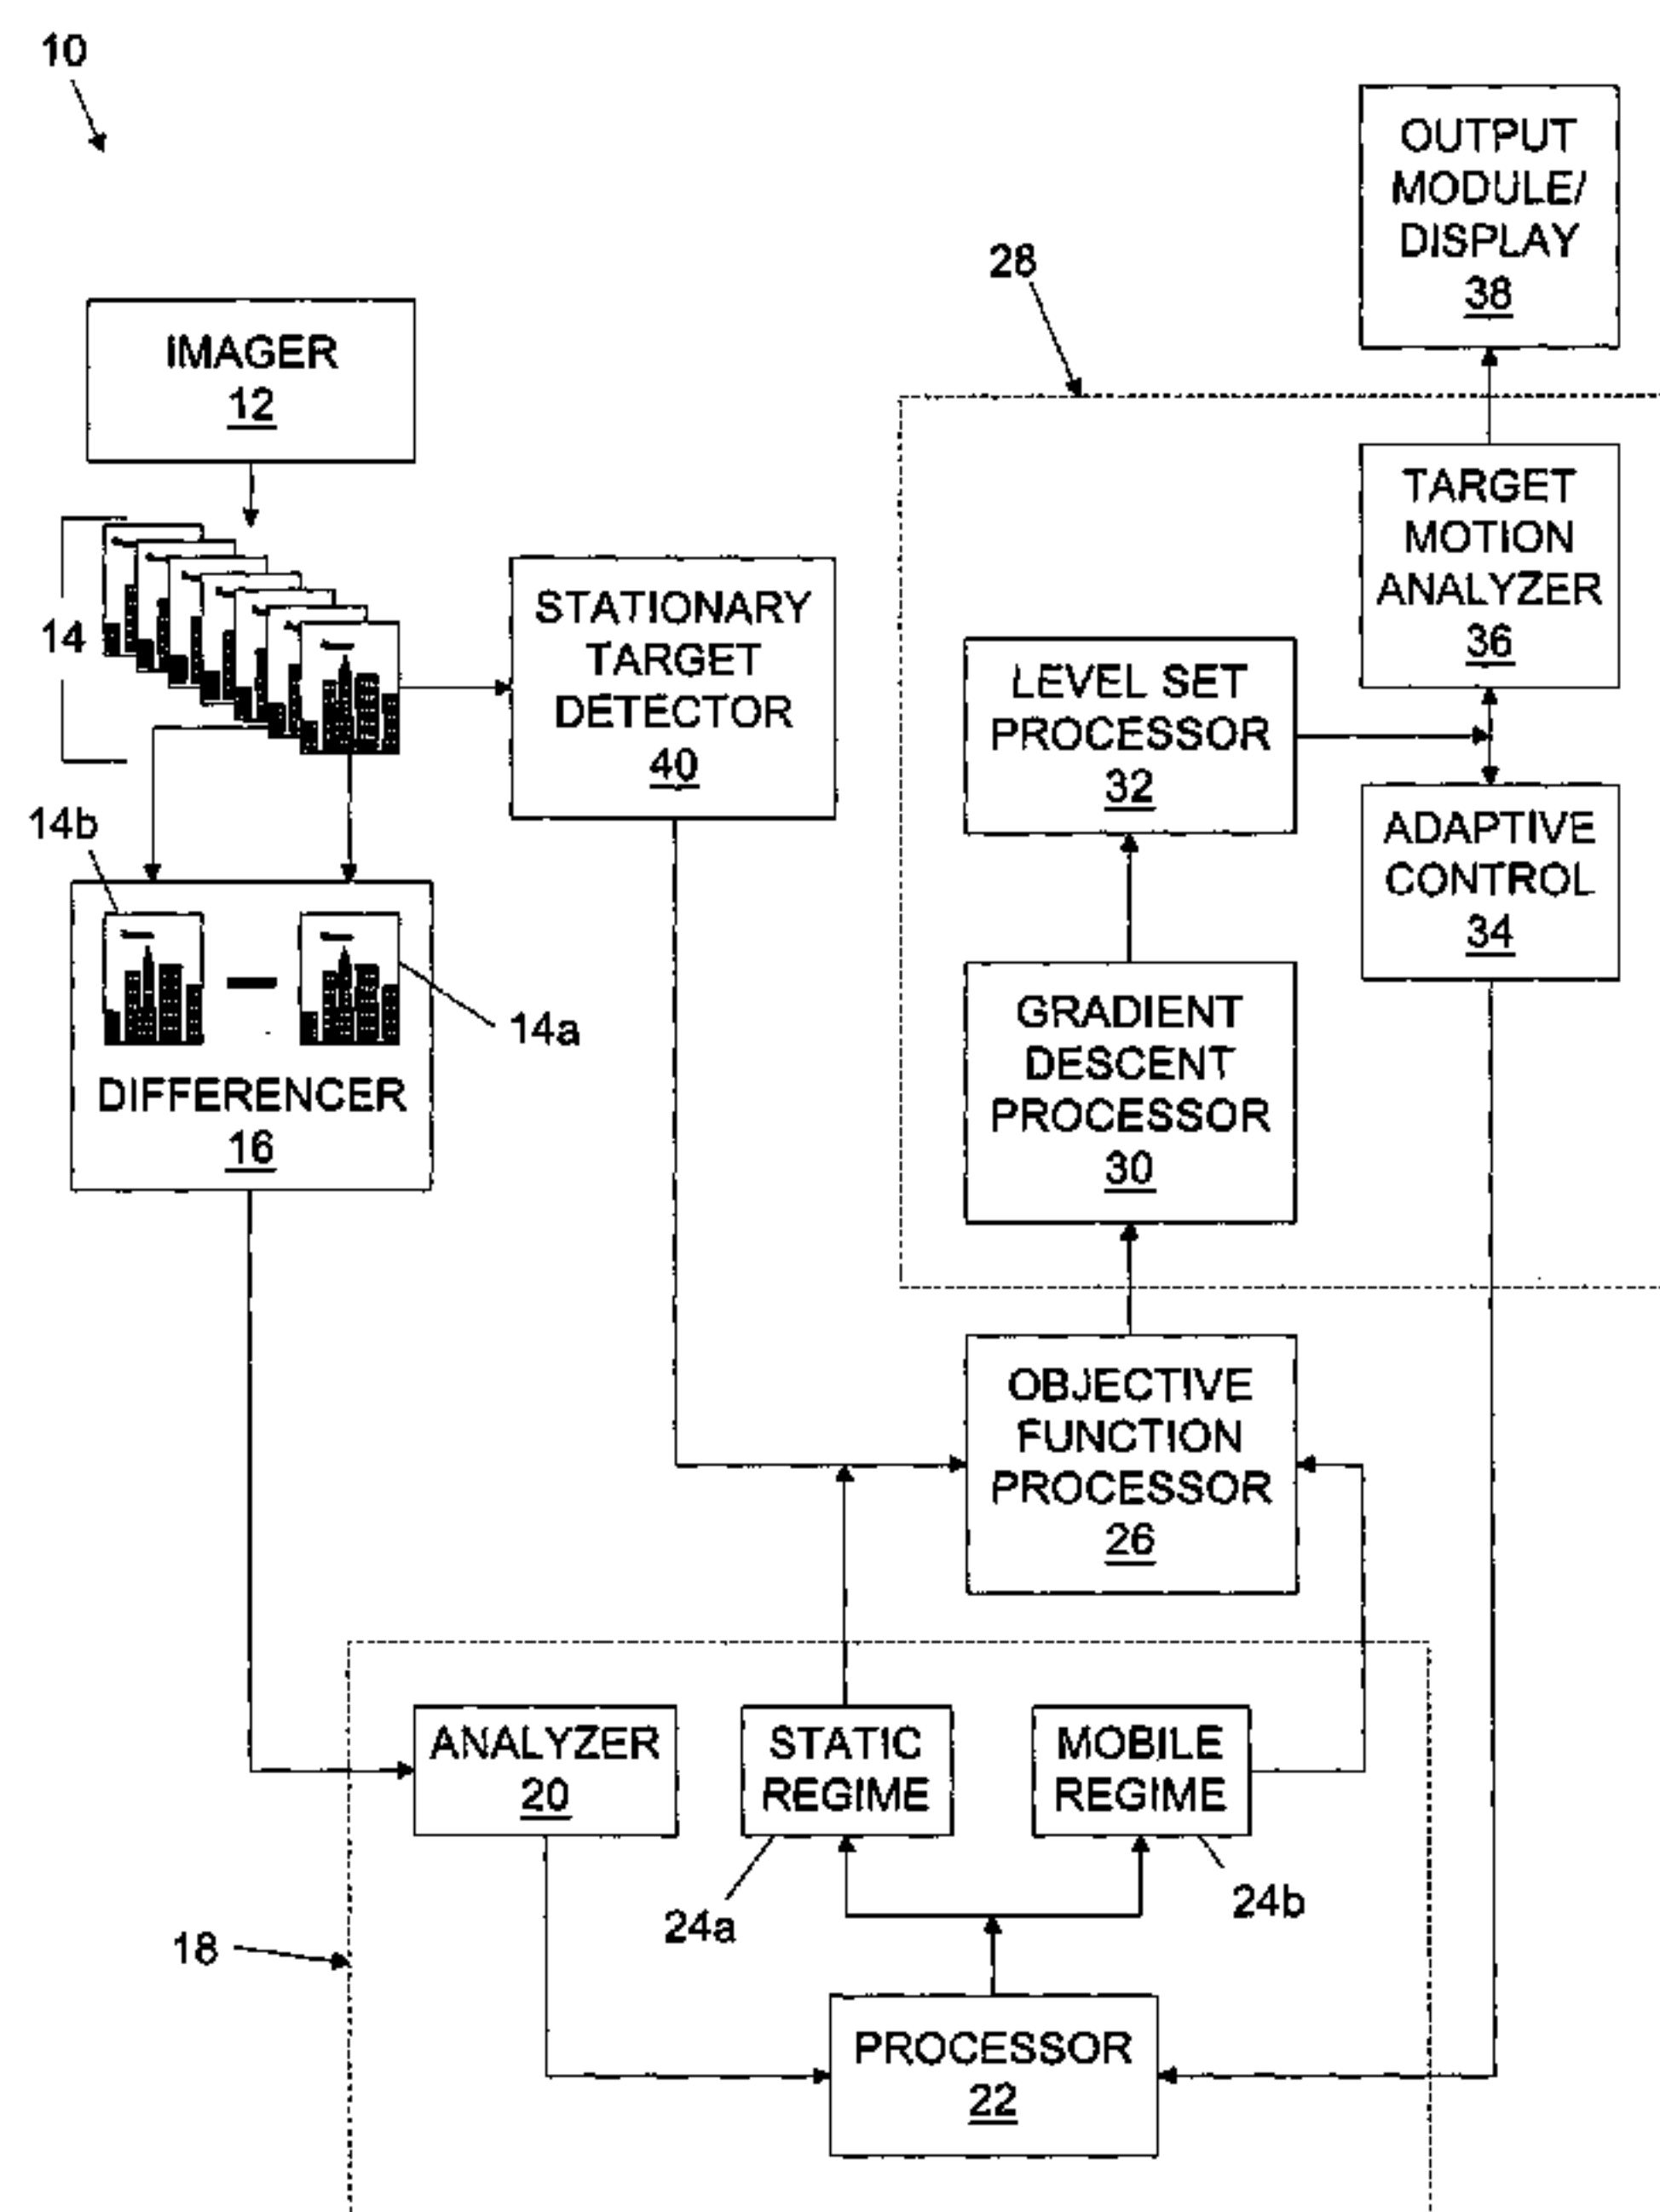 10
OUTPUT
MODULE/
DISPLAY
38
28
IMAGER
12
TARGET
MOTION
ANALYZER
36
14
STATIONARY
TARGET
DETECTOR
40
LEVEL SET
PROCESSOR
32
14b
ADAPTIVE
CONTROL
34
14a
DIFFERENCER
16
GRADIENT
DESCENT
PROCESSOR
30
OBJECTIVE
FUNCTION
PROCESSOR
26
ANALYZER
20
STATIC
REGIME
MOBILE
REGIME
24a
24b
18
PROCESSOR
22